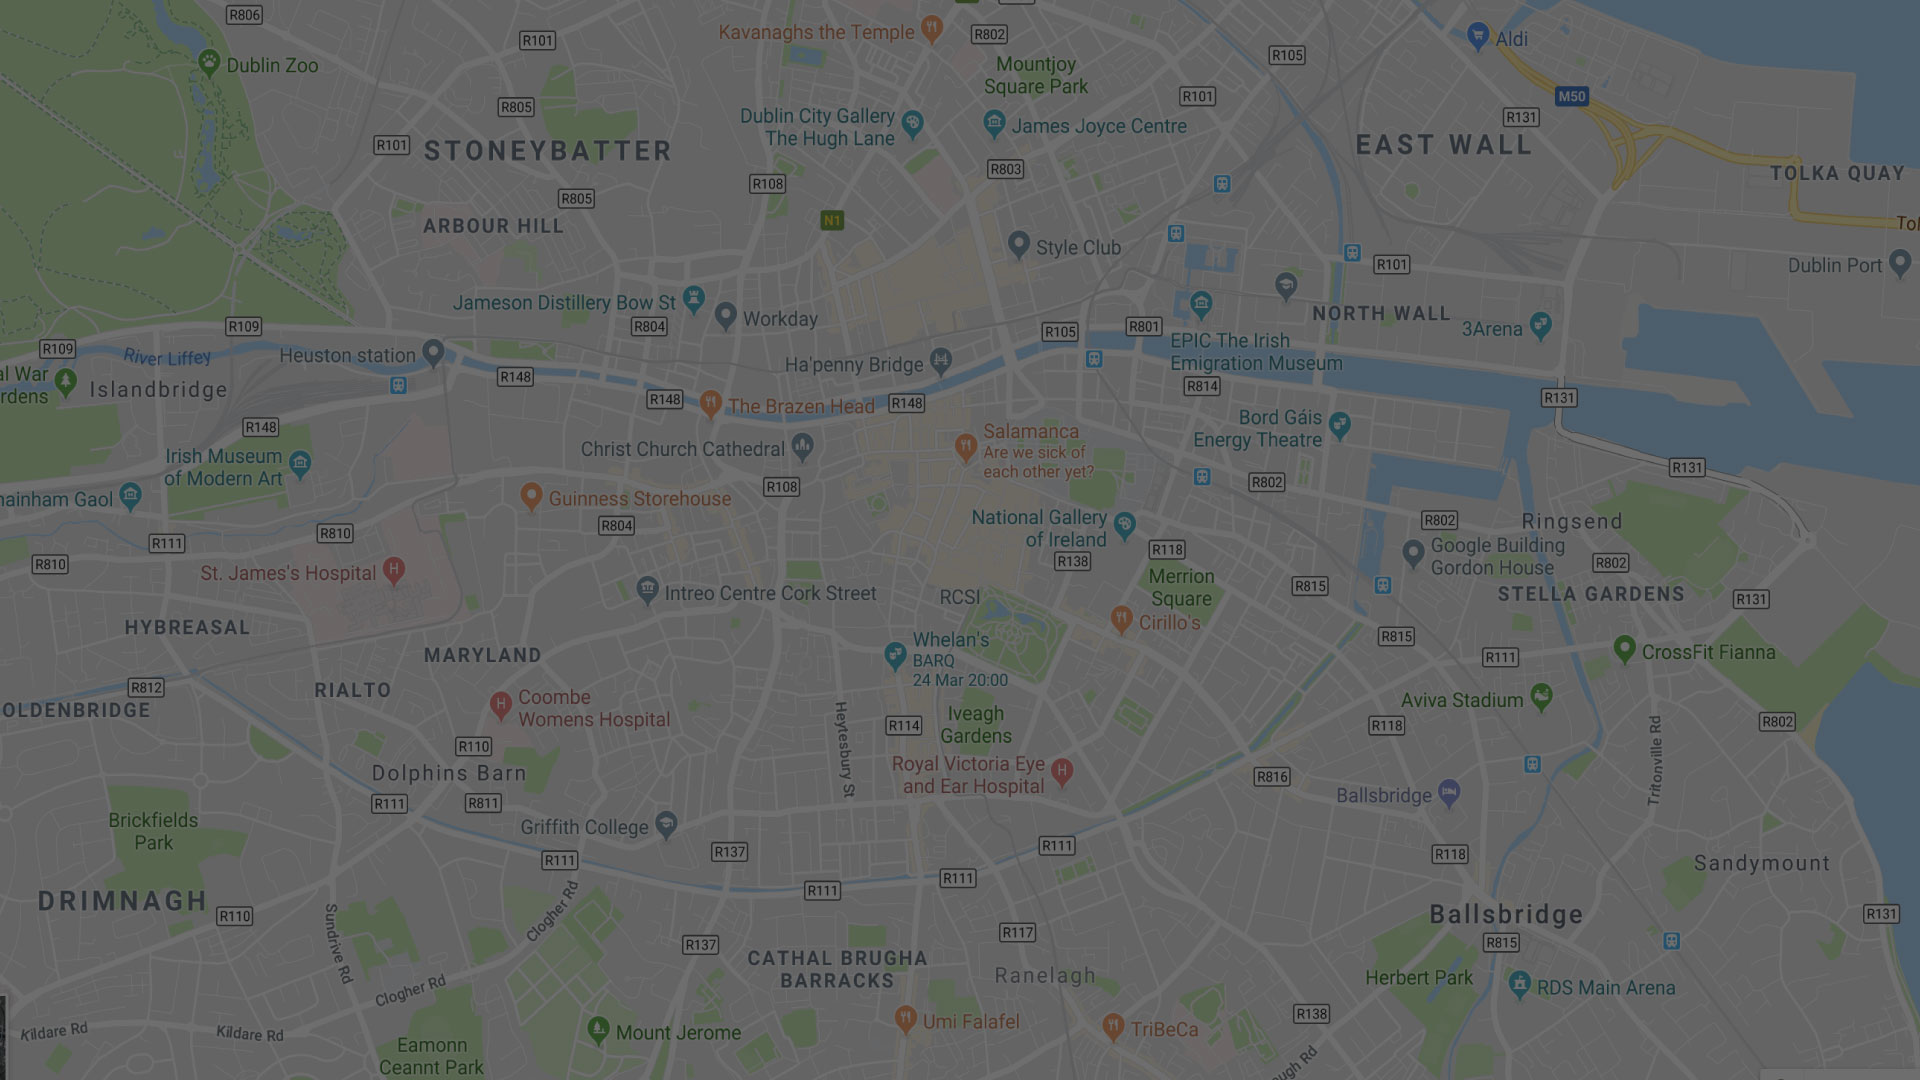 R806
Kavanaghs the Temple
R802
R101
R105
Aldi
Dublin Zoo
Mountjoy
Square Park
R805
R101
M50
Dublin City Gallery
The Hugh Lane
James Joyce Centre
R131
R101
STONEYBATTER
EAST WALL
R803
TOLKA QUAY
R108
R805
ARBOUR HILL
N1
Style Club
R101
Dublin Port
Jameson Distillery Bow St
R804
Workday
NORTH WALL
R109
R105
R801
3Arena
R109
River Liffey
Heuston station
EPIC The Irish
Emigration Museum
Ha'penny Bridge
al War
rdens
Islandbridge
R148
R148
The Brazen Head
R148
R814
R131
R148
Bord Gáis
Energy Theatre
Salamanca
Are we sick of
each other yet?
Christ Church Cathedral
Irish Museum
of Modern Art
R131
R108
R802
nainham Gaol
Guinness Storehouse
R804
National Gallery
of Ireland
R802
Ringsend
R810
R111
R118
Google Building
Gordon House
R810
R138
R802
St. James's Hospital
Merrion
Square
R815
Intreo Centre Cork Street
RCSI
STELLA GARDENS
R131
HYBREASAL
Cirillo's
R815
Whelan's
BARQ
24 Mar 20:00
MARYLAND
R111
CrossFit Fianna
R812
RIALTO
OLDENBRIDGE
Coombe
Womens Hospital
Aviva Stadium
Iveagh
Gardens
R114
R118
R802
Heytesbury St
R110
Tritonville Rd
Royal Victoria Eye
and Ear Hospital
Dolphins Barn
R816
R111
R811
Ballsbridge
Brickfields
Park
Griffith College
R137
R111
R118
R111
Sandymount
R111
R111
DRIMNAGH
R110
Clogher Rd
Ballsbridge
R131
Sundrive Rd
R137
R117
R815
CATHAL BRUGHA
BARRACKS
Ranelagh
Herbert Park
RDS Main Arena
Clogher Rd
R138
Umi Falafel
TriBeCa
Kildare Rd
Kildare Rd
Mount Jerome
Eamonn
Ceannt Park
ough Rd